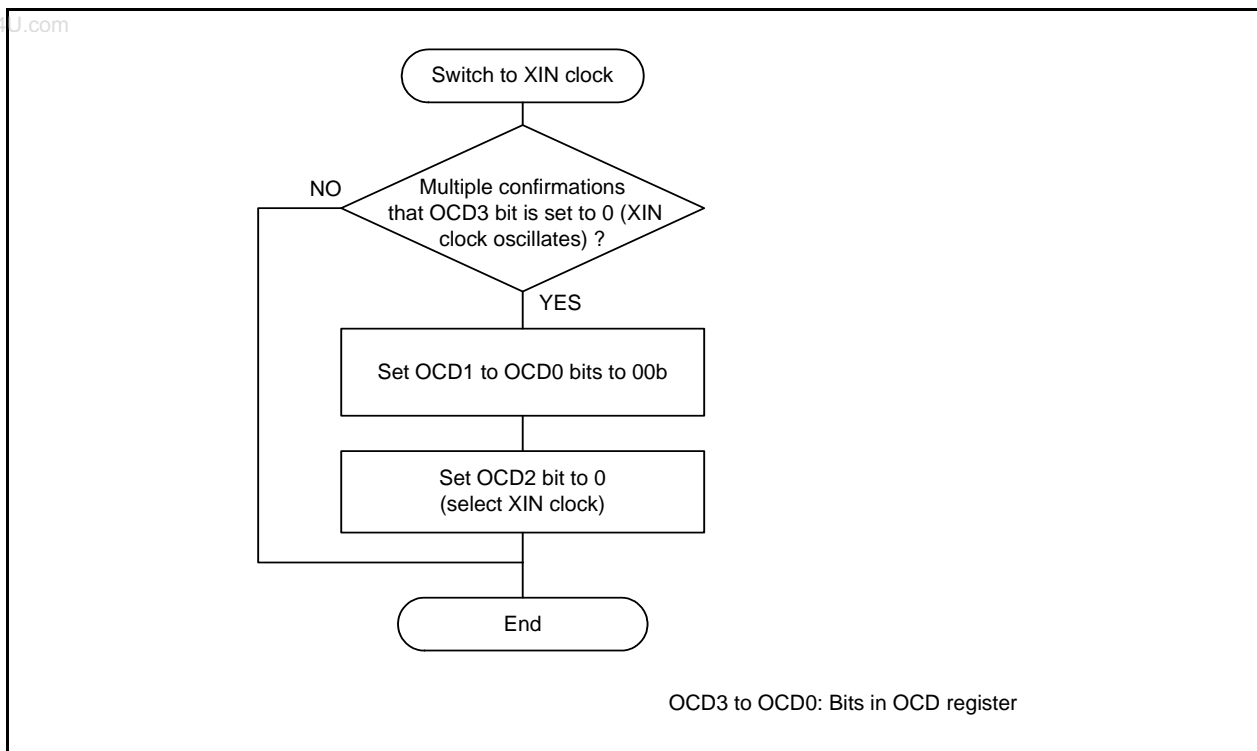 4U.com
Switch to XIN clock
NO
Multiple confirmations
that OCD3 bit is set to 0 (XIN
clock oscillates) ?
YES
Set OCD1 to OCD0 bits to 00b
Set OCD2 bit to 0
(select XIN clock)
End
OCD3 to OCD0: Bits in OCD register